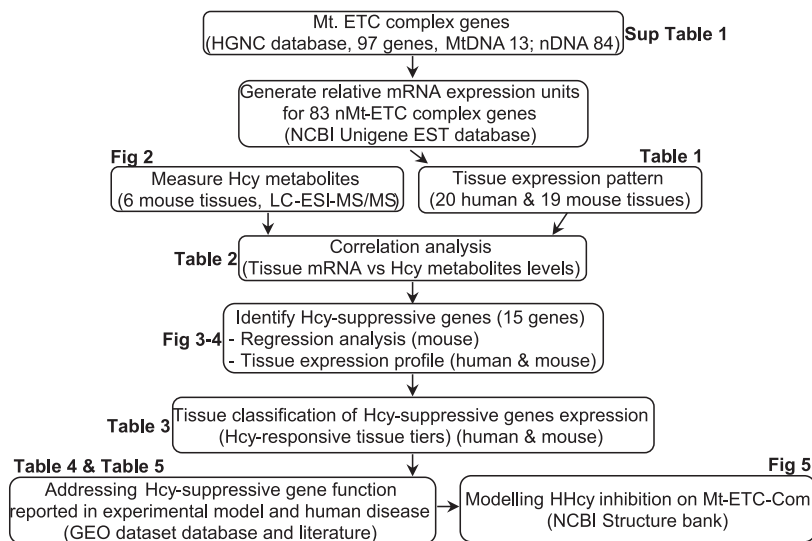 Mt. ETC complex genes
(HGNC database, 97 genes, MtDNA 13; nDNA 84)
Sup Table 1
Generate relative mRNA expression units
for 83 nMt-ETC complex genes
(NCBI Unigene EST database)
Fig 2
Measure Hcy metabolites
(6 mouse tissues, LC-ESI-MS/MS)
Table 1
Tissue expression pattern
(20 human & 19 mouse tissues)
Table 2
Correlation analysis
(Tissue mRNA vs Hcy metabolites levels)
Fig 3-4
Identify Hcy-suppressive genes (15 genes)
- Regression analysis (mouse)
- Tissue expression profile (human & mouse)
Table 3
Tissue classification of Hcy-suppressive genes expression
(Hcy-responsive tissue tiers) (human & mouse)
Table 4 & Table 5
Addressing Hcy-suppressive gene function
reported in experimental model and human disease
(GEO dataset database and literature)
Fig 5
Modelling HHcy inhibition on Mt-ETC-Com
(NCBI Structure bank)